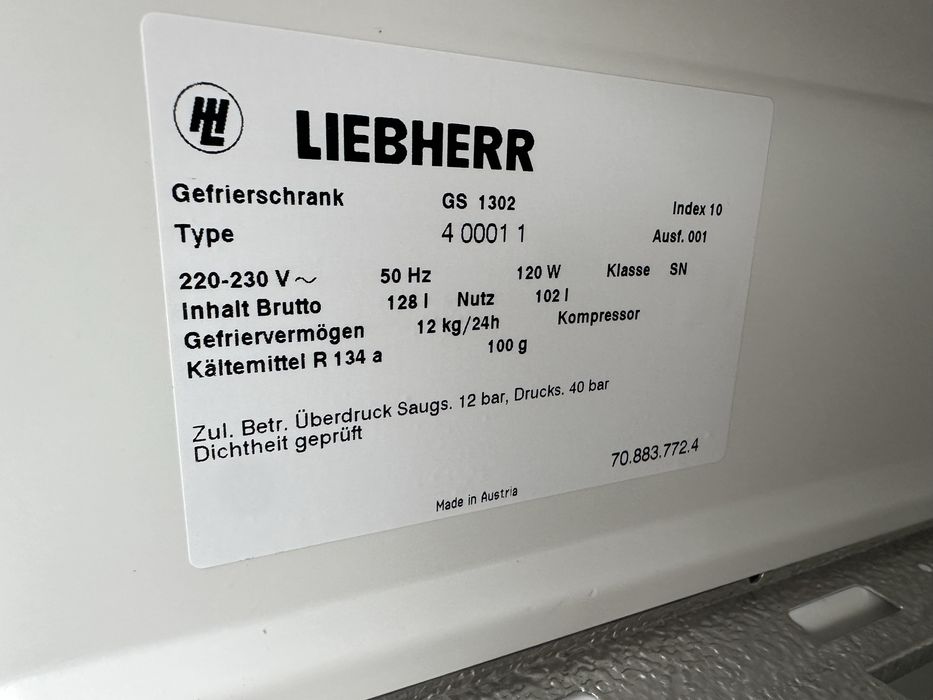 LIEBHERR
Gefrierschrank GS 1302 Index 10
Type 4 0001 1 Ausf. 001
220-230 V ~ 50 Hz 120 W Klasse SN
Inhalt Brutto 128 l Nutz 102 l
Gefriervermögen 12 kg/24h Kompressor
Kältemittel R 134 a 100 g
Zul. Betr. Überdruck Saugs. 12 bar, Drucks. 40 bar
Dichtheit geprüft
70.883.772.4
Made in Austria